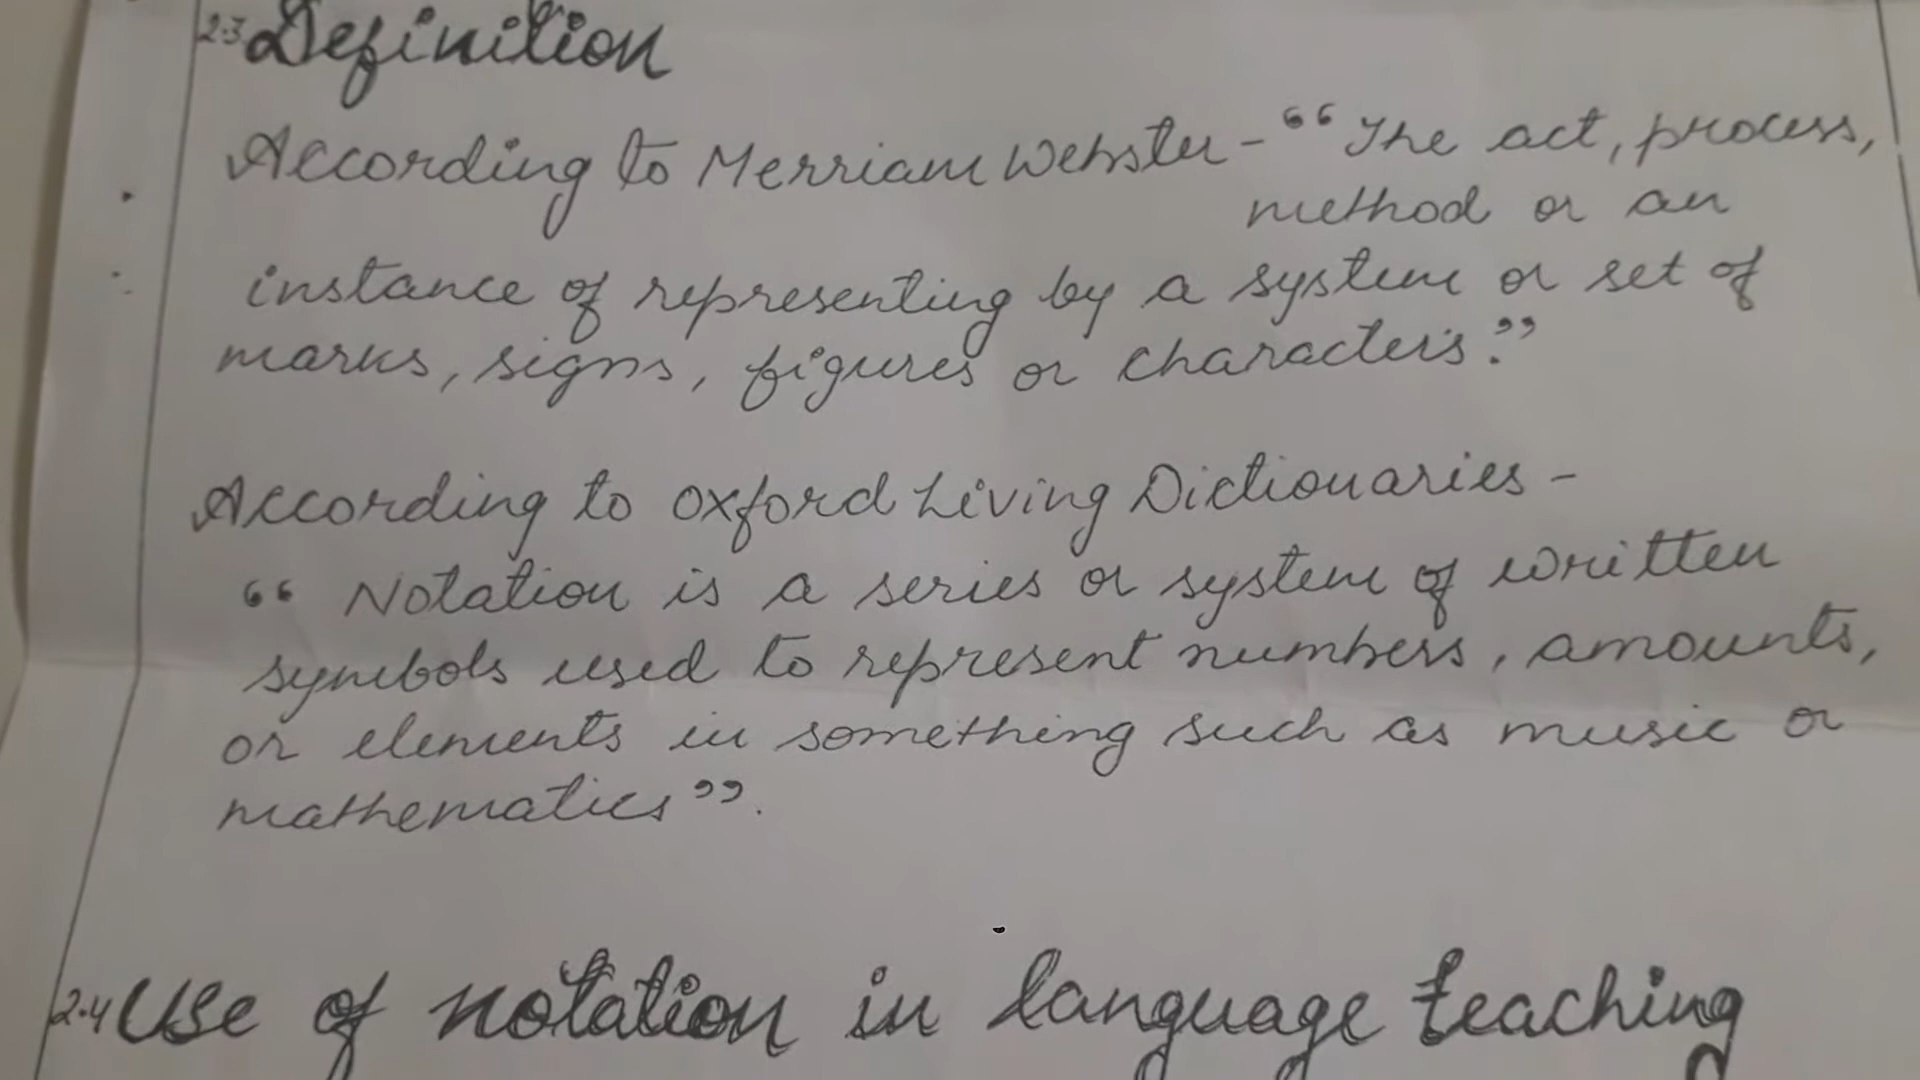 2.3 Definition
According to Merriam Webster - “The act, process,
method or an
instance of representing by a system or set of
marks, signs, figures or characters.”
According to Oxford Living Dictionaries -
“Notation is a series or system of written
symbols used to represent numbers, amounts,
or elements in something such as music or
mathematics”.
2.4 Use of notation in language teaching